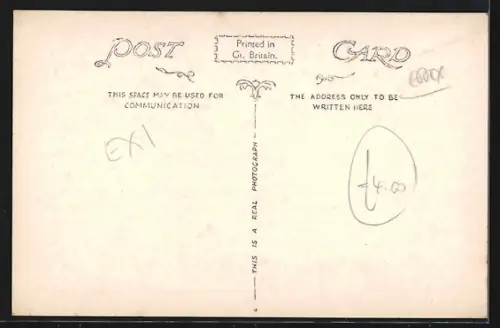 POST
Printed in
Gt. Britain.
CARD
THIS SPACE MAY BE USED FOR
COMMUNICATION
THE ADDRESS ONLY TO BE
WRITTEN HERE
ESSEX
EX1
£4.00
THIS IS A REAL PHOTOGRAPH